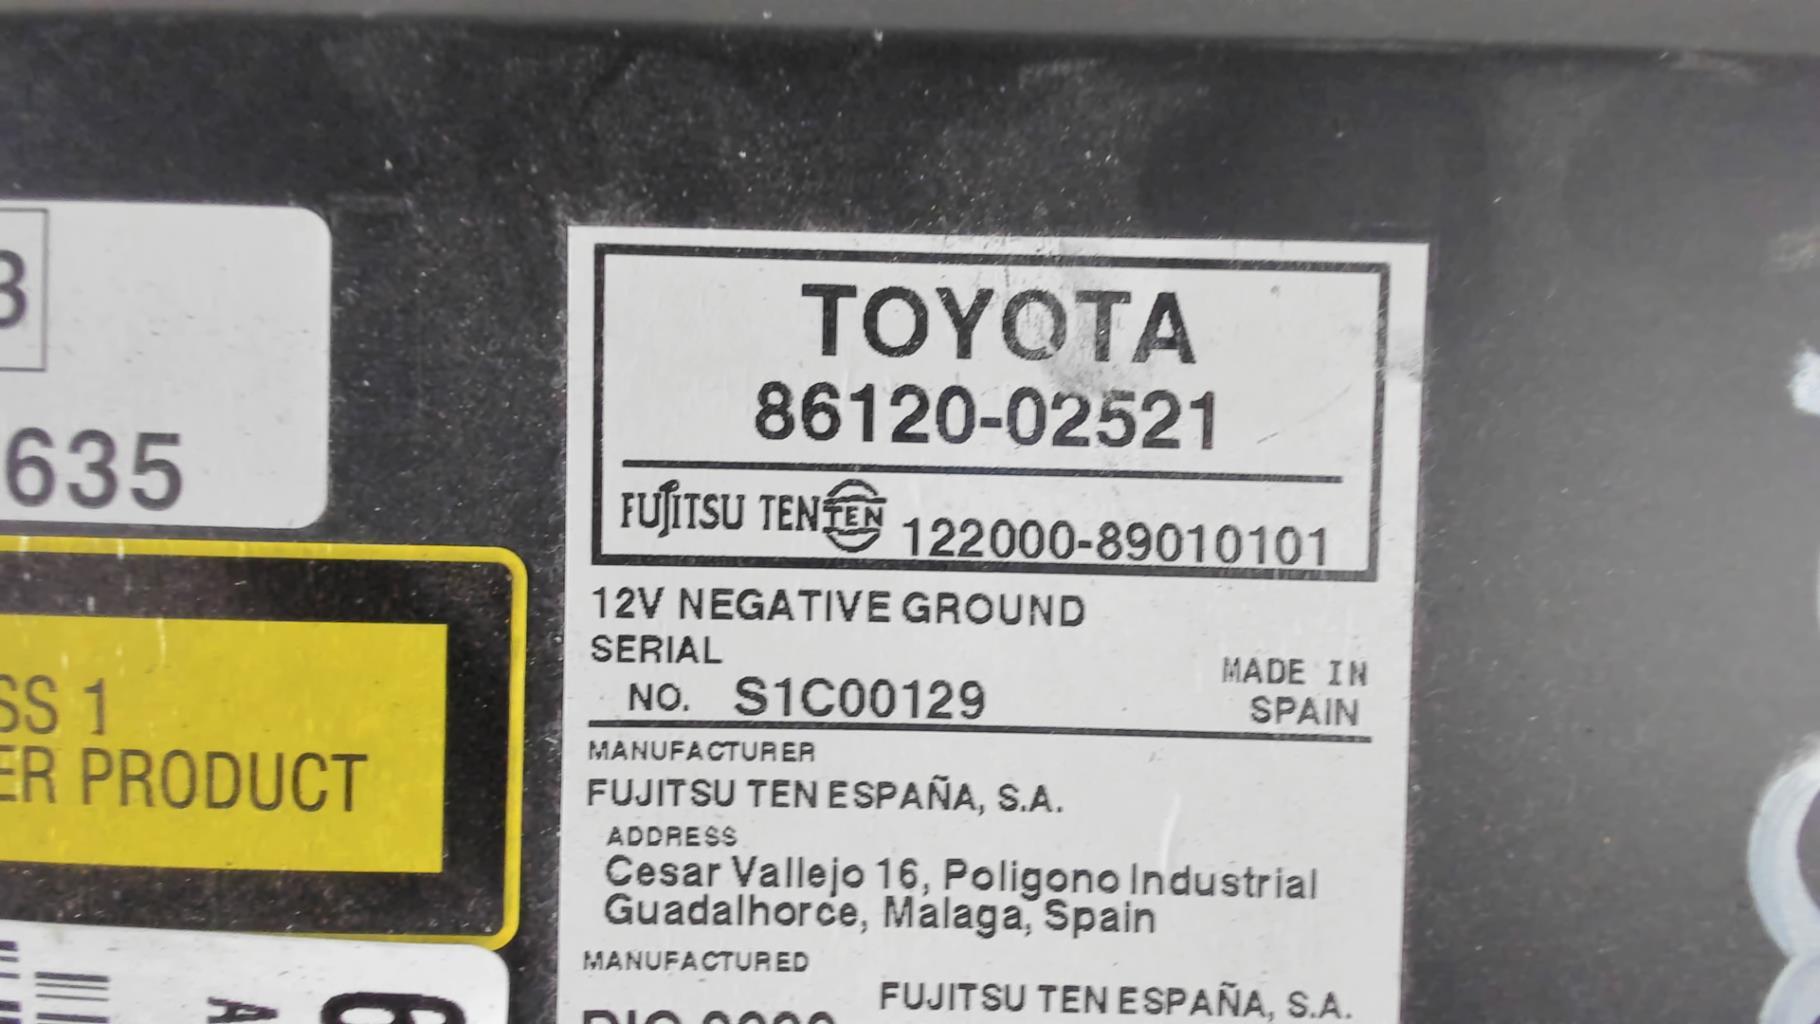 3
635
SS 1
ER PRODUCT
A
TOYOTA
86120-02521
FUJITSU TEN TEN 122000-89010101
12V NEGATIVE GROUND
SERIAL
NO. S1C00129
MADE IN
SPAIN
MANUFACTURER
FUJITSU TEN ESPAÑA, S.A.
ADDRESS
Cesar Vallejo 16, Poligono Industrial
Guadalhorce, Malaga, Spain
MANUFACTURED
FUJITSU TEN ESPAÑA, S.A.